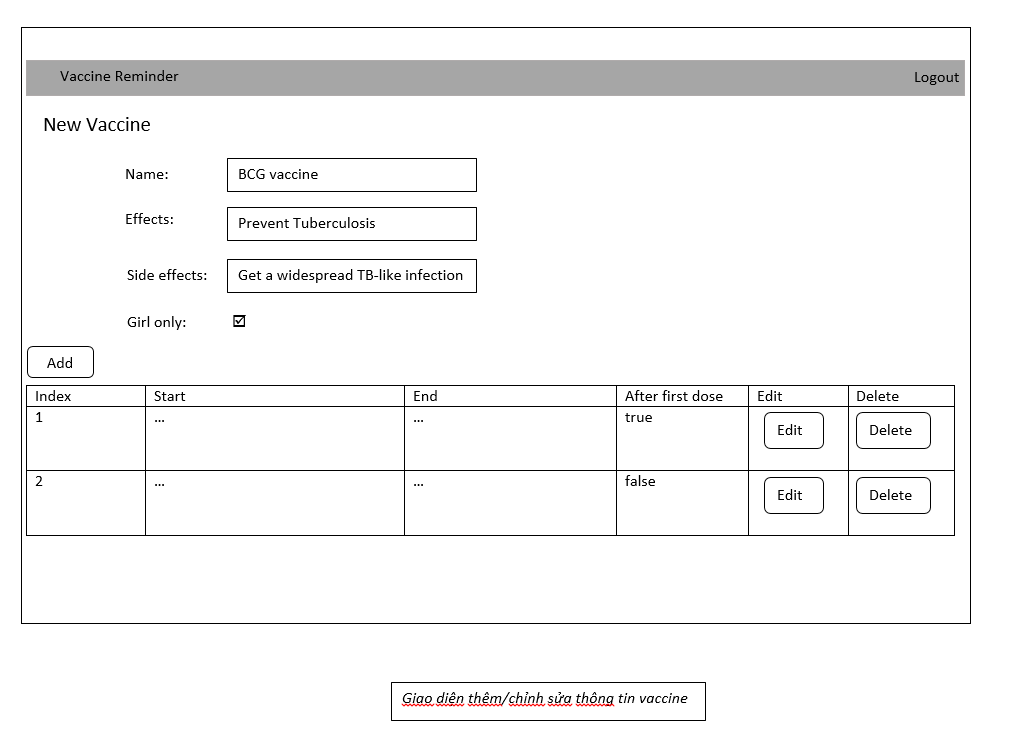 Vaccine Reminder Logout
New Vaccine
Name: BCG vaccine
Effects: Prevent Tuberculosis
Side effects: Get a widespread TB-like infection
Girl only: ☑
Add
Index Start End After first dose Edit Delete
1 ... ... true Edit Delete
2 ... ... false Edit Delete
Giao diện thêm/chỉnh sửa thông tin vaccine